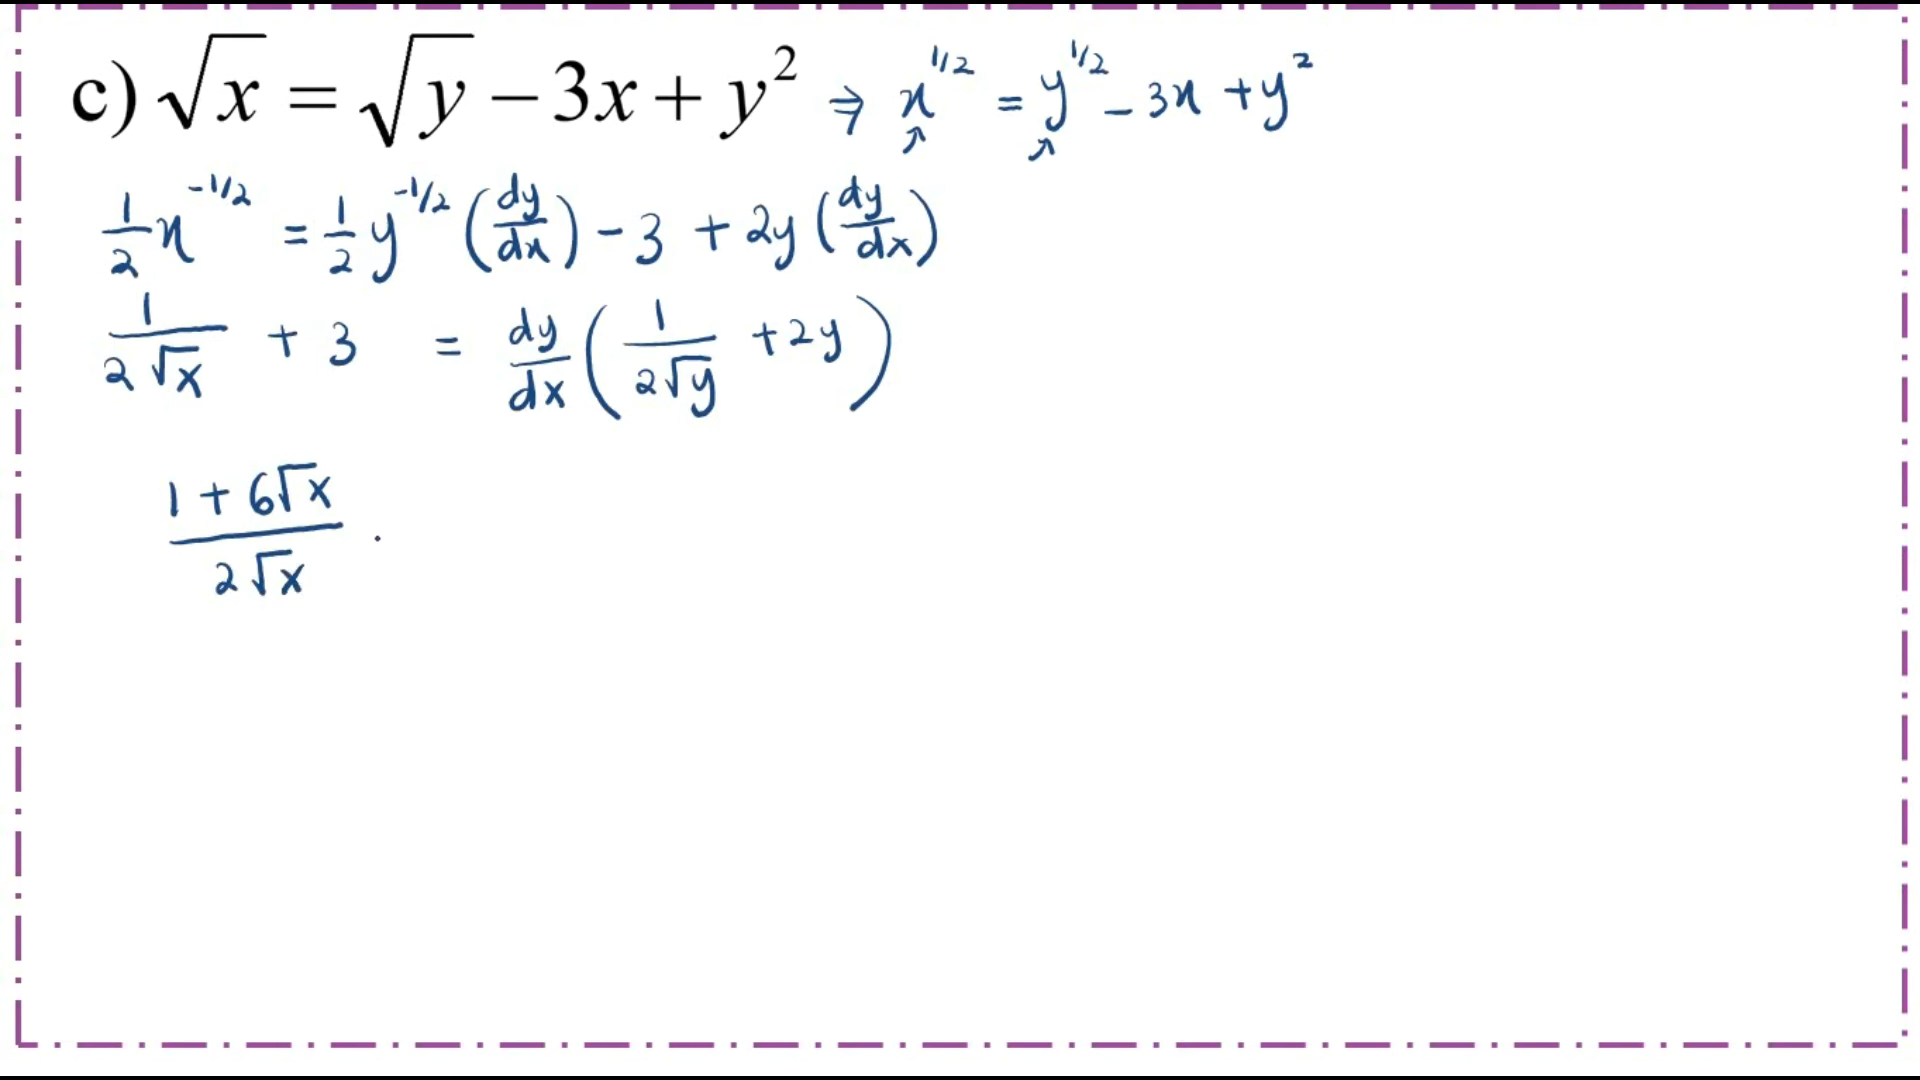 c) √x = √y − 3x + y² ⇒ x^1/2 = y^1/2 − 3x + y²
1/2 x^-1/2 = 1/2 y^-1/2 (dy/dx) − 3 + 2y (dy/dx)
1/(2√x) + 3 = dy/dx (1/(2√y) + 2y)
(1 + 6√x)/(2√x)